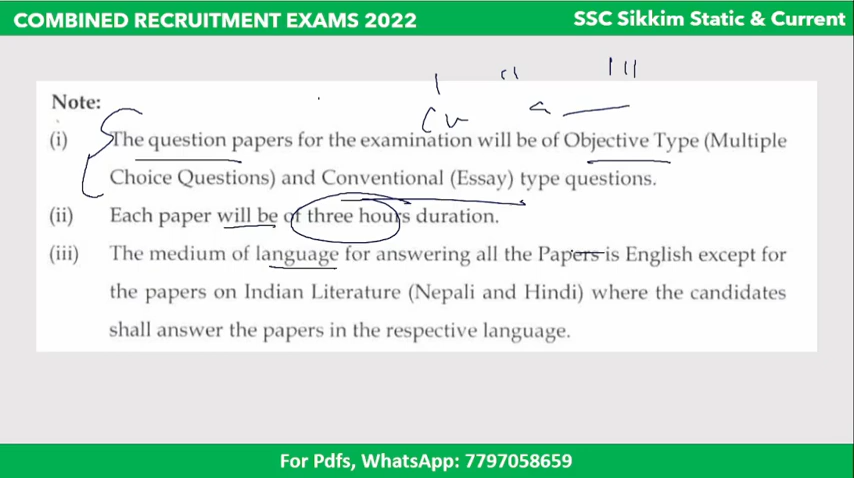 COMBINED RECRUITMENT EXAMS 2022 SSC Sikkim Static & Current
I II III
Note:
(i) The question papers for the examination will be of Objective Type (Multiple
Choice Questions) and Conventional (Essay) type questions.
(ii) Each paper will be of three hours duration.
(iii) The medium of language for answering all the Papers is English except for
the papers on Indian Literature (Nepali and Hindi) where the candidates
shall answer the papers in the respective language.
For Pdfs, WhatsApp: 7797058659